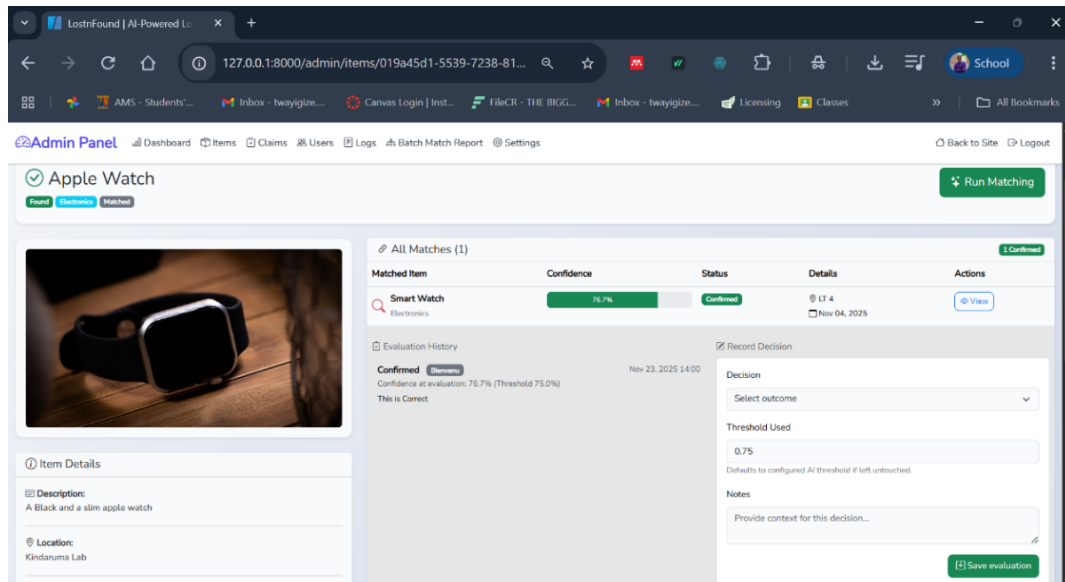 LostnFound | AI-Powered Lo
127.0.0.1:8000/admin/items/019a45d1-5539-7238-81...
School
AMS - Students'...
Inbox - twayigize....
Canvas Login | Inst...
FileCR - THE BIGG...
Inbox - twayigize....
Licensing
Classes
All Bookmarks
Admin Panel
Dashboard
Items
Claims
Users
Logs
Batch Match Report
Settings
Back to Site
Logout
Apple Watch
Run Matching
Found
Electronics
Matched
All Matches (1)
1 Confirmed
Matched Item
Confidence
Status
Details
Actions
Smart Watch
Electronics
76.7%
Confirmed
LT 4
Nov 04, 2025
View
Evaluation History
Confirmed
Bienvenu
Nov 23, 2025 14:00
Confidence at evaluation: 76.7% (Threshold 75.0%)
This is Correct
Record Decision
Decision
Select outcome
Threshold Used
0.75
Defaults to configured AI threshold if left untouched.
Notes
Provide context for this decision...
Save evaluation
Item Details
Description:
A Black and a slim apple watch
Location:
Kindaruma Lab